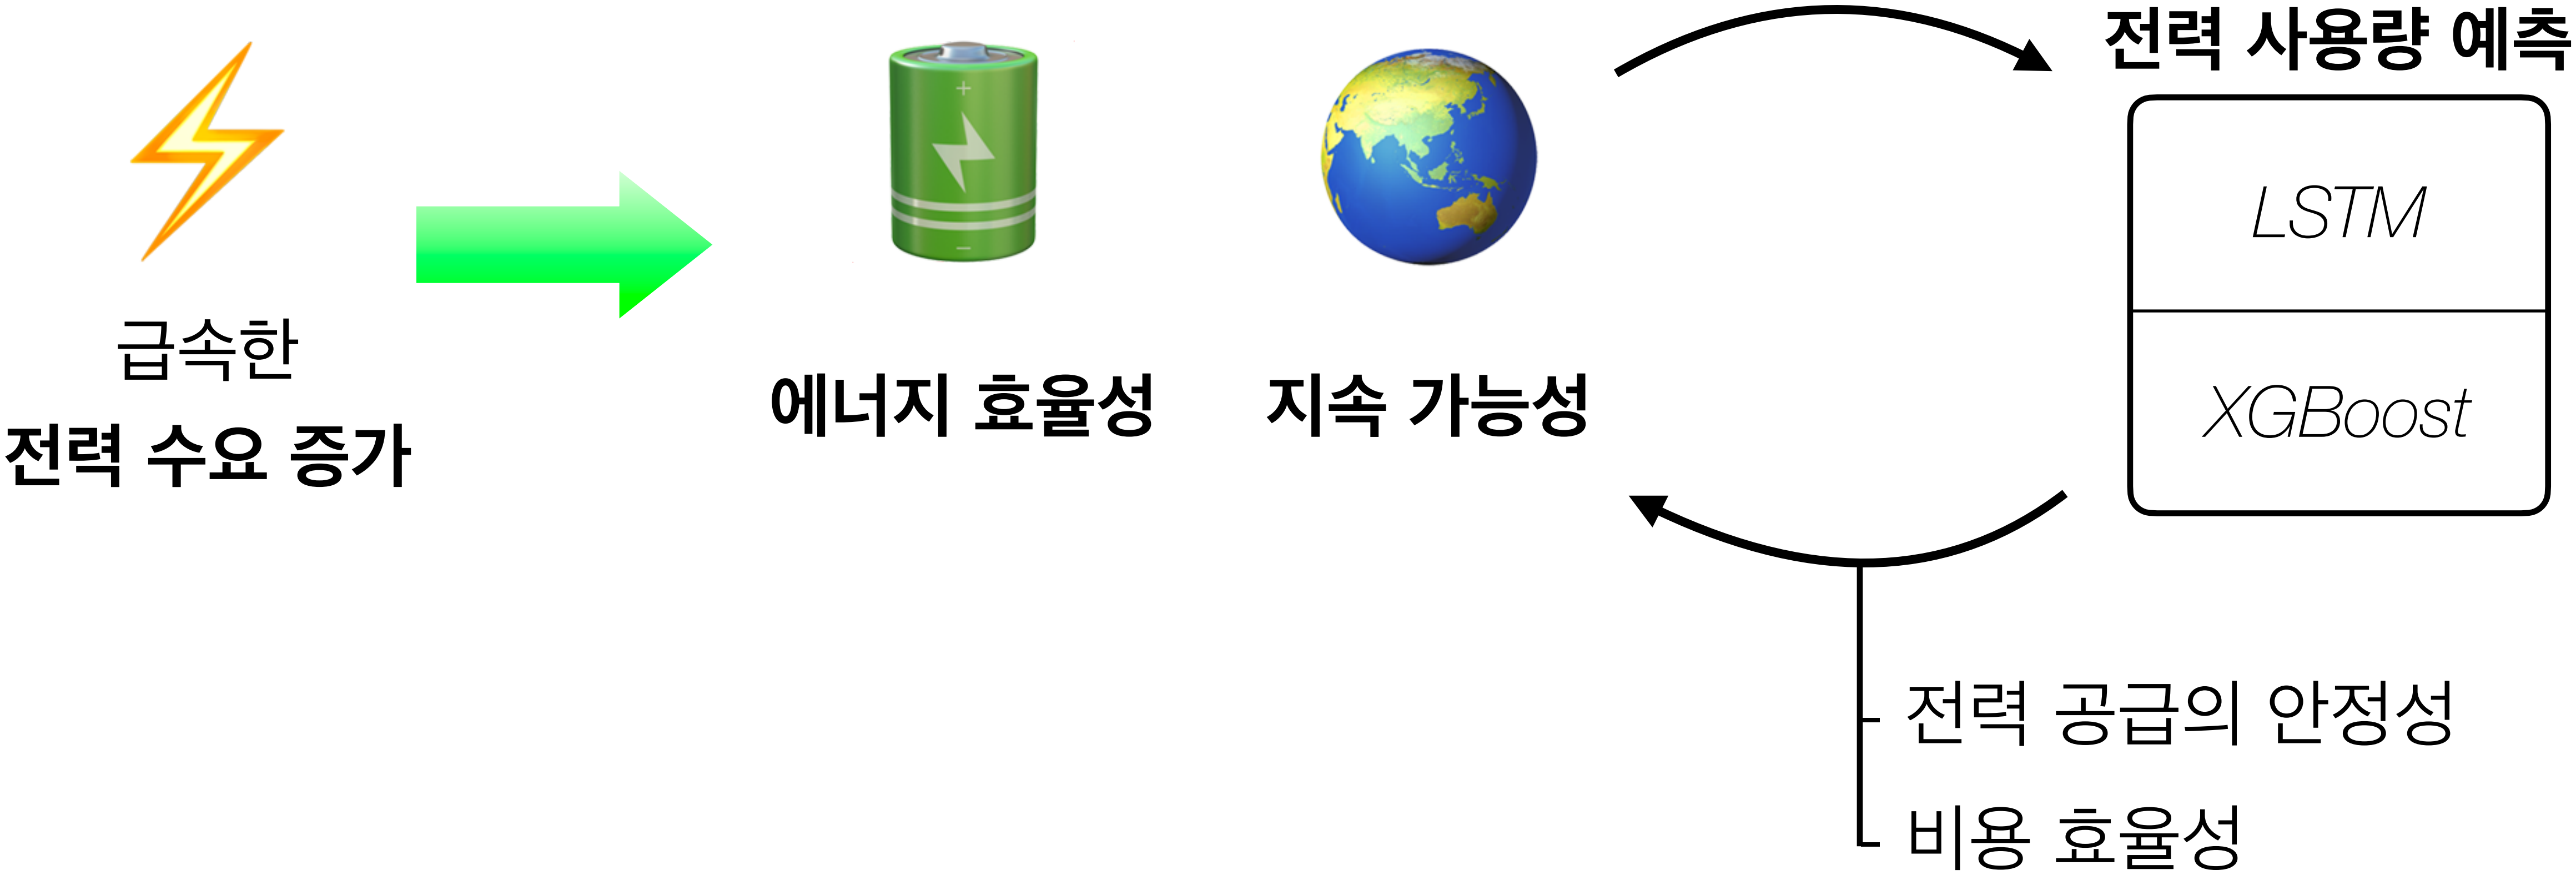 급속한
전력 수요 증가
에너지 효율성
지속 가능성
전력 사용량 예측
LSTM
XGBoost
전력 공급의 안정성
비용 효율성